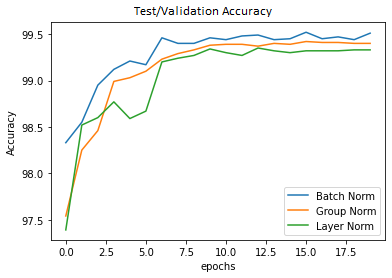 Test/Validation Accuracy
99.5
99.0
98.5
98.0
97.5
Accuracy
Batch Norm
Group Norm
Layer Norm
0.0 2.5 5.0 7.5 10.0 12.5 15.0 17.5
epochs